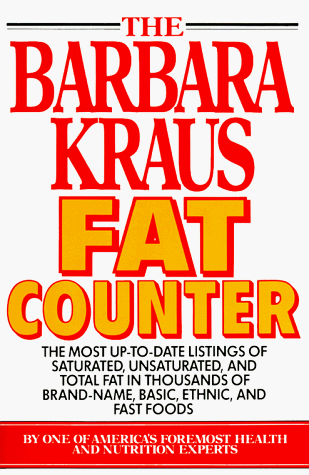 THE
BARBARA
KRAUS
FAT
COUNTER
THE MOST UP-TO-DATE LISTINGS OF
SATURATED, UNSATURATED, AND
TOTAL FAT IN THOUSANDS OF
BRAND-NAME, BASIC, ETHNIC, AND
FAST FOODS
BY ONE OF AMERICA'S FOREMOST HEALTH
AND NUTRITION EXPERTS